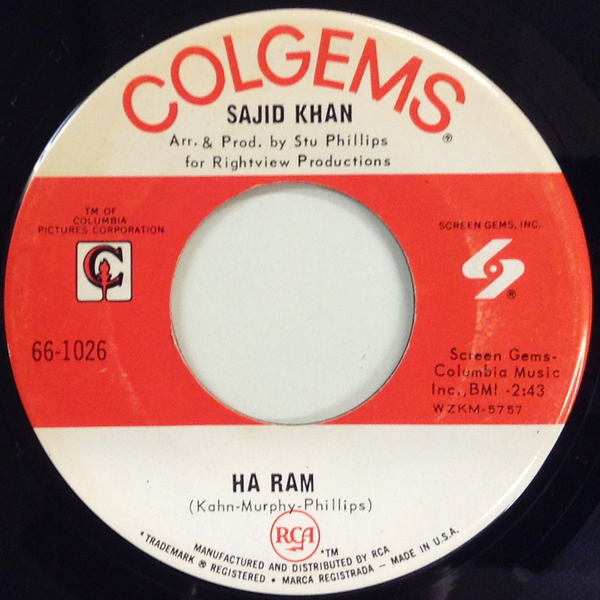 COLGEMS
®
SAJID KHAN
Arr. & Prod. by Stu Phillips
for Rightview Productions
TM OF
COLUMBIA
PICTURES CORPORATION
C
SCREEN GEMS, INC.
®
66-1026
Screen Gems-
Columbia Music
Inc., BMI -2:43
WZKM-5757
HA RAM
(Kahn-Murphy-Phillips)
RCA
*TM
MANUFACTURED AND DISTRIBUTED BY RCA
*TRADEMARK ® REGISTERED • MARCA REGISTRADA — MADE IN U.S.A.